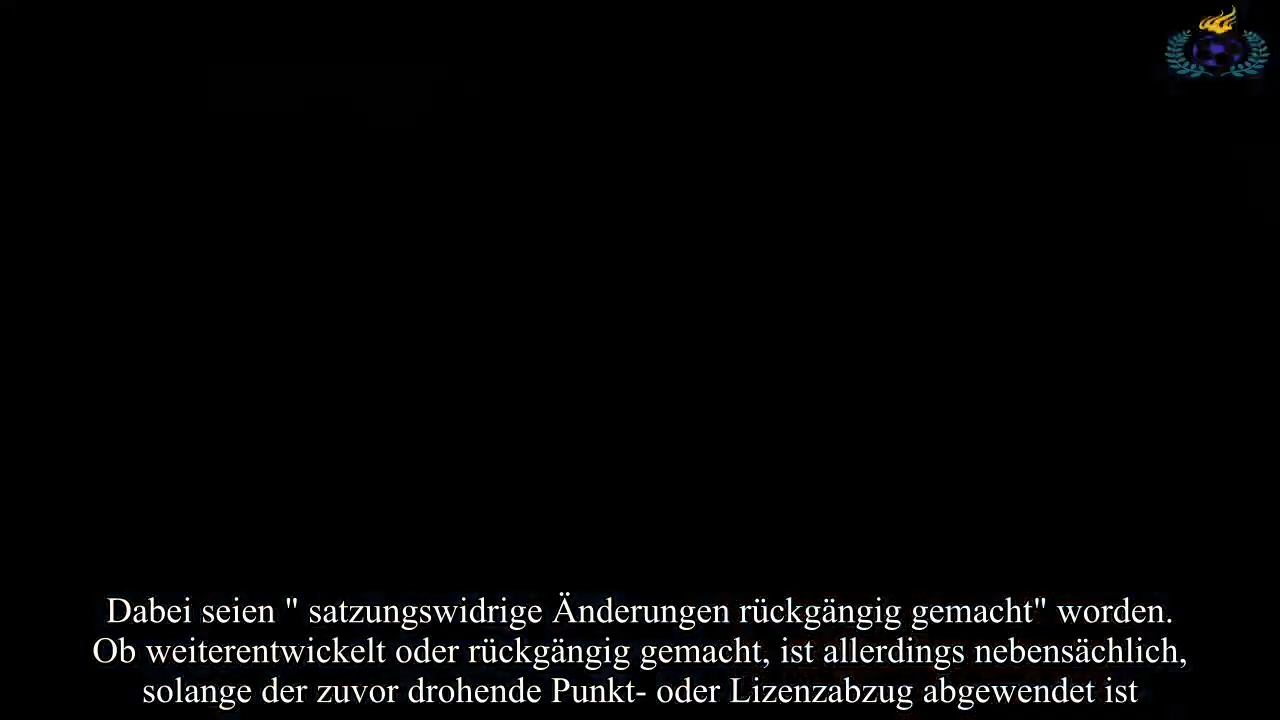 Dabei seien " satzungswidrige Änderungen rückgängig gemacht" worden.
Ob weiterentwickelt oder rückgängig gemacht, ist allerdings nebensächlich,
solange der zuvor drohende Punkt- oder Lizenzabzug abgewendet ist